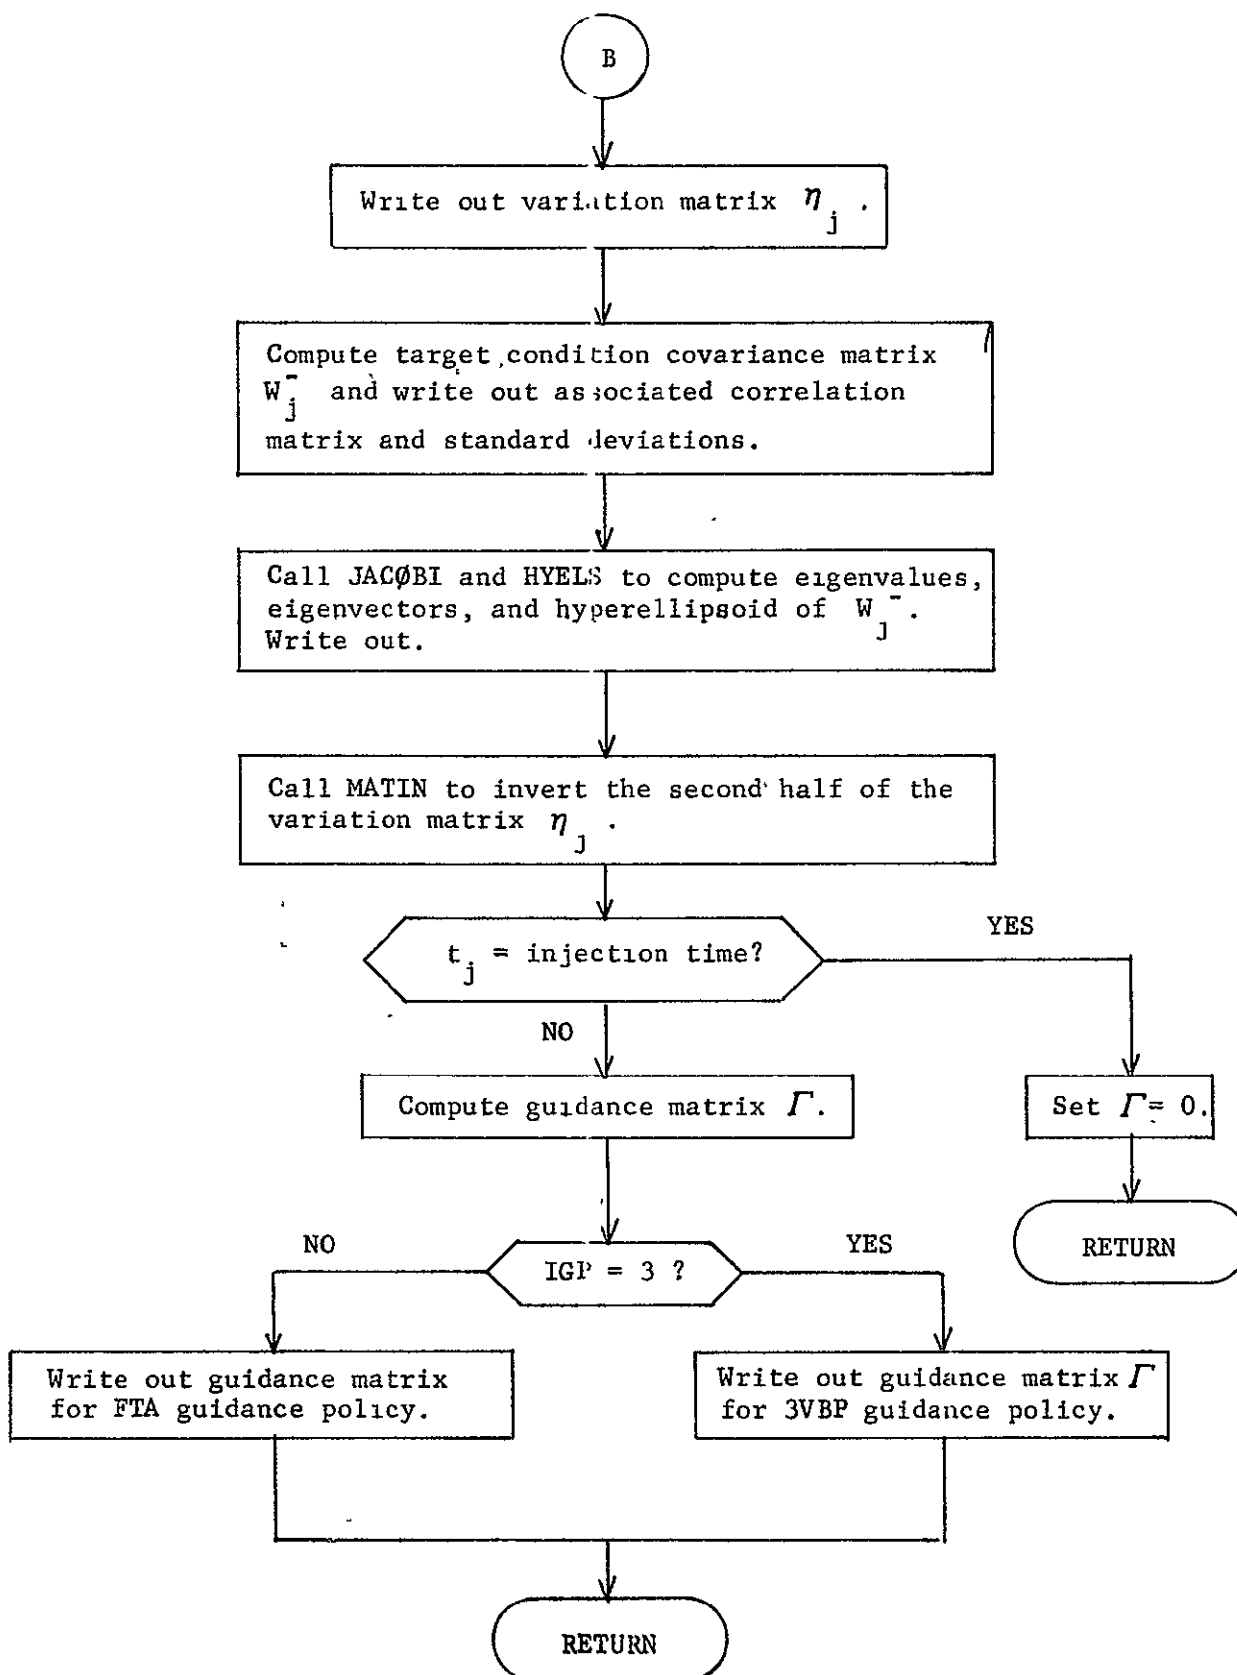 B
Write out variation matrix η_j .
Compute target condition covariance matrix
W_j^- and write out associated correlation
matrix and standard deviations.
Call JACØBI and HYELS to compute eigenvalues,
eigenvectors, and hyperellipsoid of W_j^- .
Write out.
Call MATIN to invert the second half of the
variation matrix η_j .
t_j = injection time?
YES
NO
Compute guidance matrix Γ.
Set Γ = 0.
RETURN
NO
IGP = 3 ?
YES
Write out guidance matrix
for FTA guidance policy.
Write out guidance matrix Γ
for 3VBP guidance policy.
RETURN